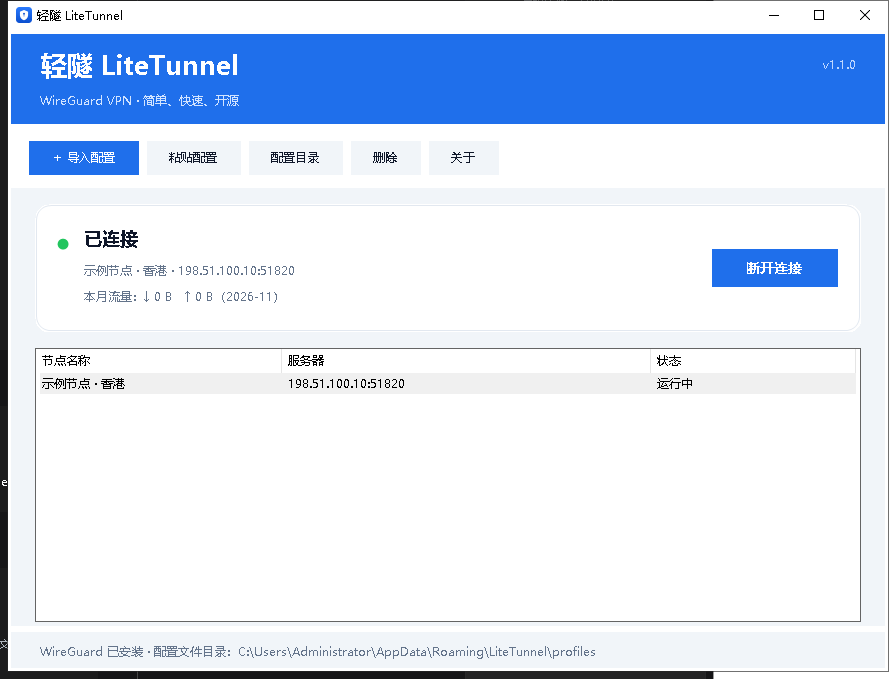 轻隧 LiteTunnel
轻隧 LiteTunnel
v1.1.0
WireGuard VPN · 简单、快速、开源
+ 导入配置 粘贴配置 配置目录 删除 关于
已连接
示例节点 · 香港 · 198.51.100.10:51820
断开连接
本月流量：↓ 0 B ↑ 0 B (2026-11)
节点名称 服务器 状态
示例节点 · 香港 198.51.100.10:51820 运行中
e
文
WireGuard 已安装 · 配置文件目录： C:\Users\Administrator\AppData\Roaming\LiteTunnel\profiles